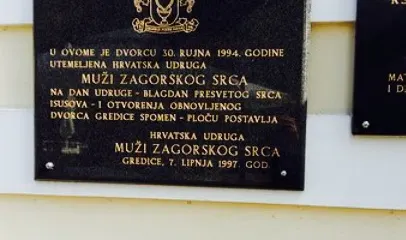 U OVOME JE DVORCU 30. RUJNA 1994. GODINE
UTEMELJENA HRVATSKA UDRUGA
MUŽI ZAGORSKOG SRCA
NA DAN UDRUGE - BLAGDAN PRESVETOG SRCA
ISUSOVA - I OTVORENJA OBNOVLJENOG
DVORCA GREDICE SPOMEN - PLOČU POSTAVLJA
HRVATSKA UDRUGA
MUŽI ZAGORSKOG SRCA
GREDICE, 7. LIPNJA 1997. GOD.